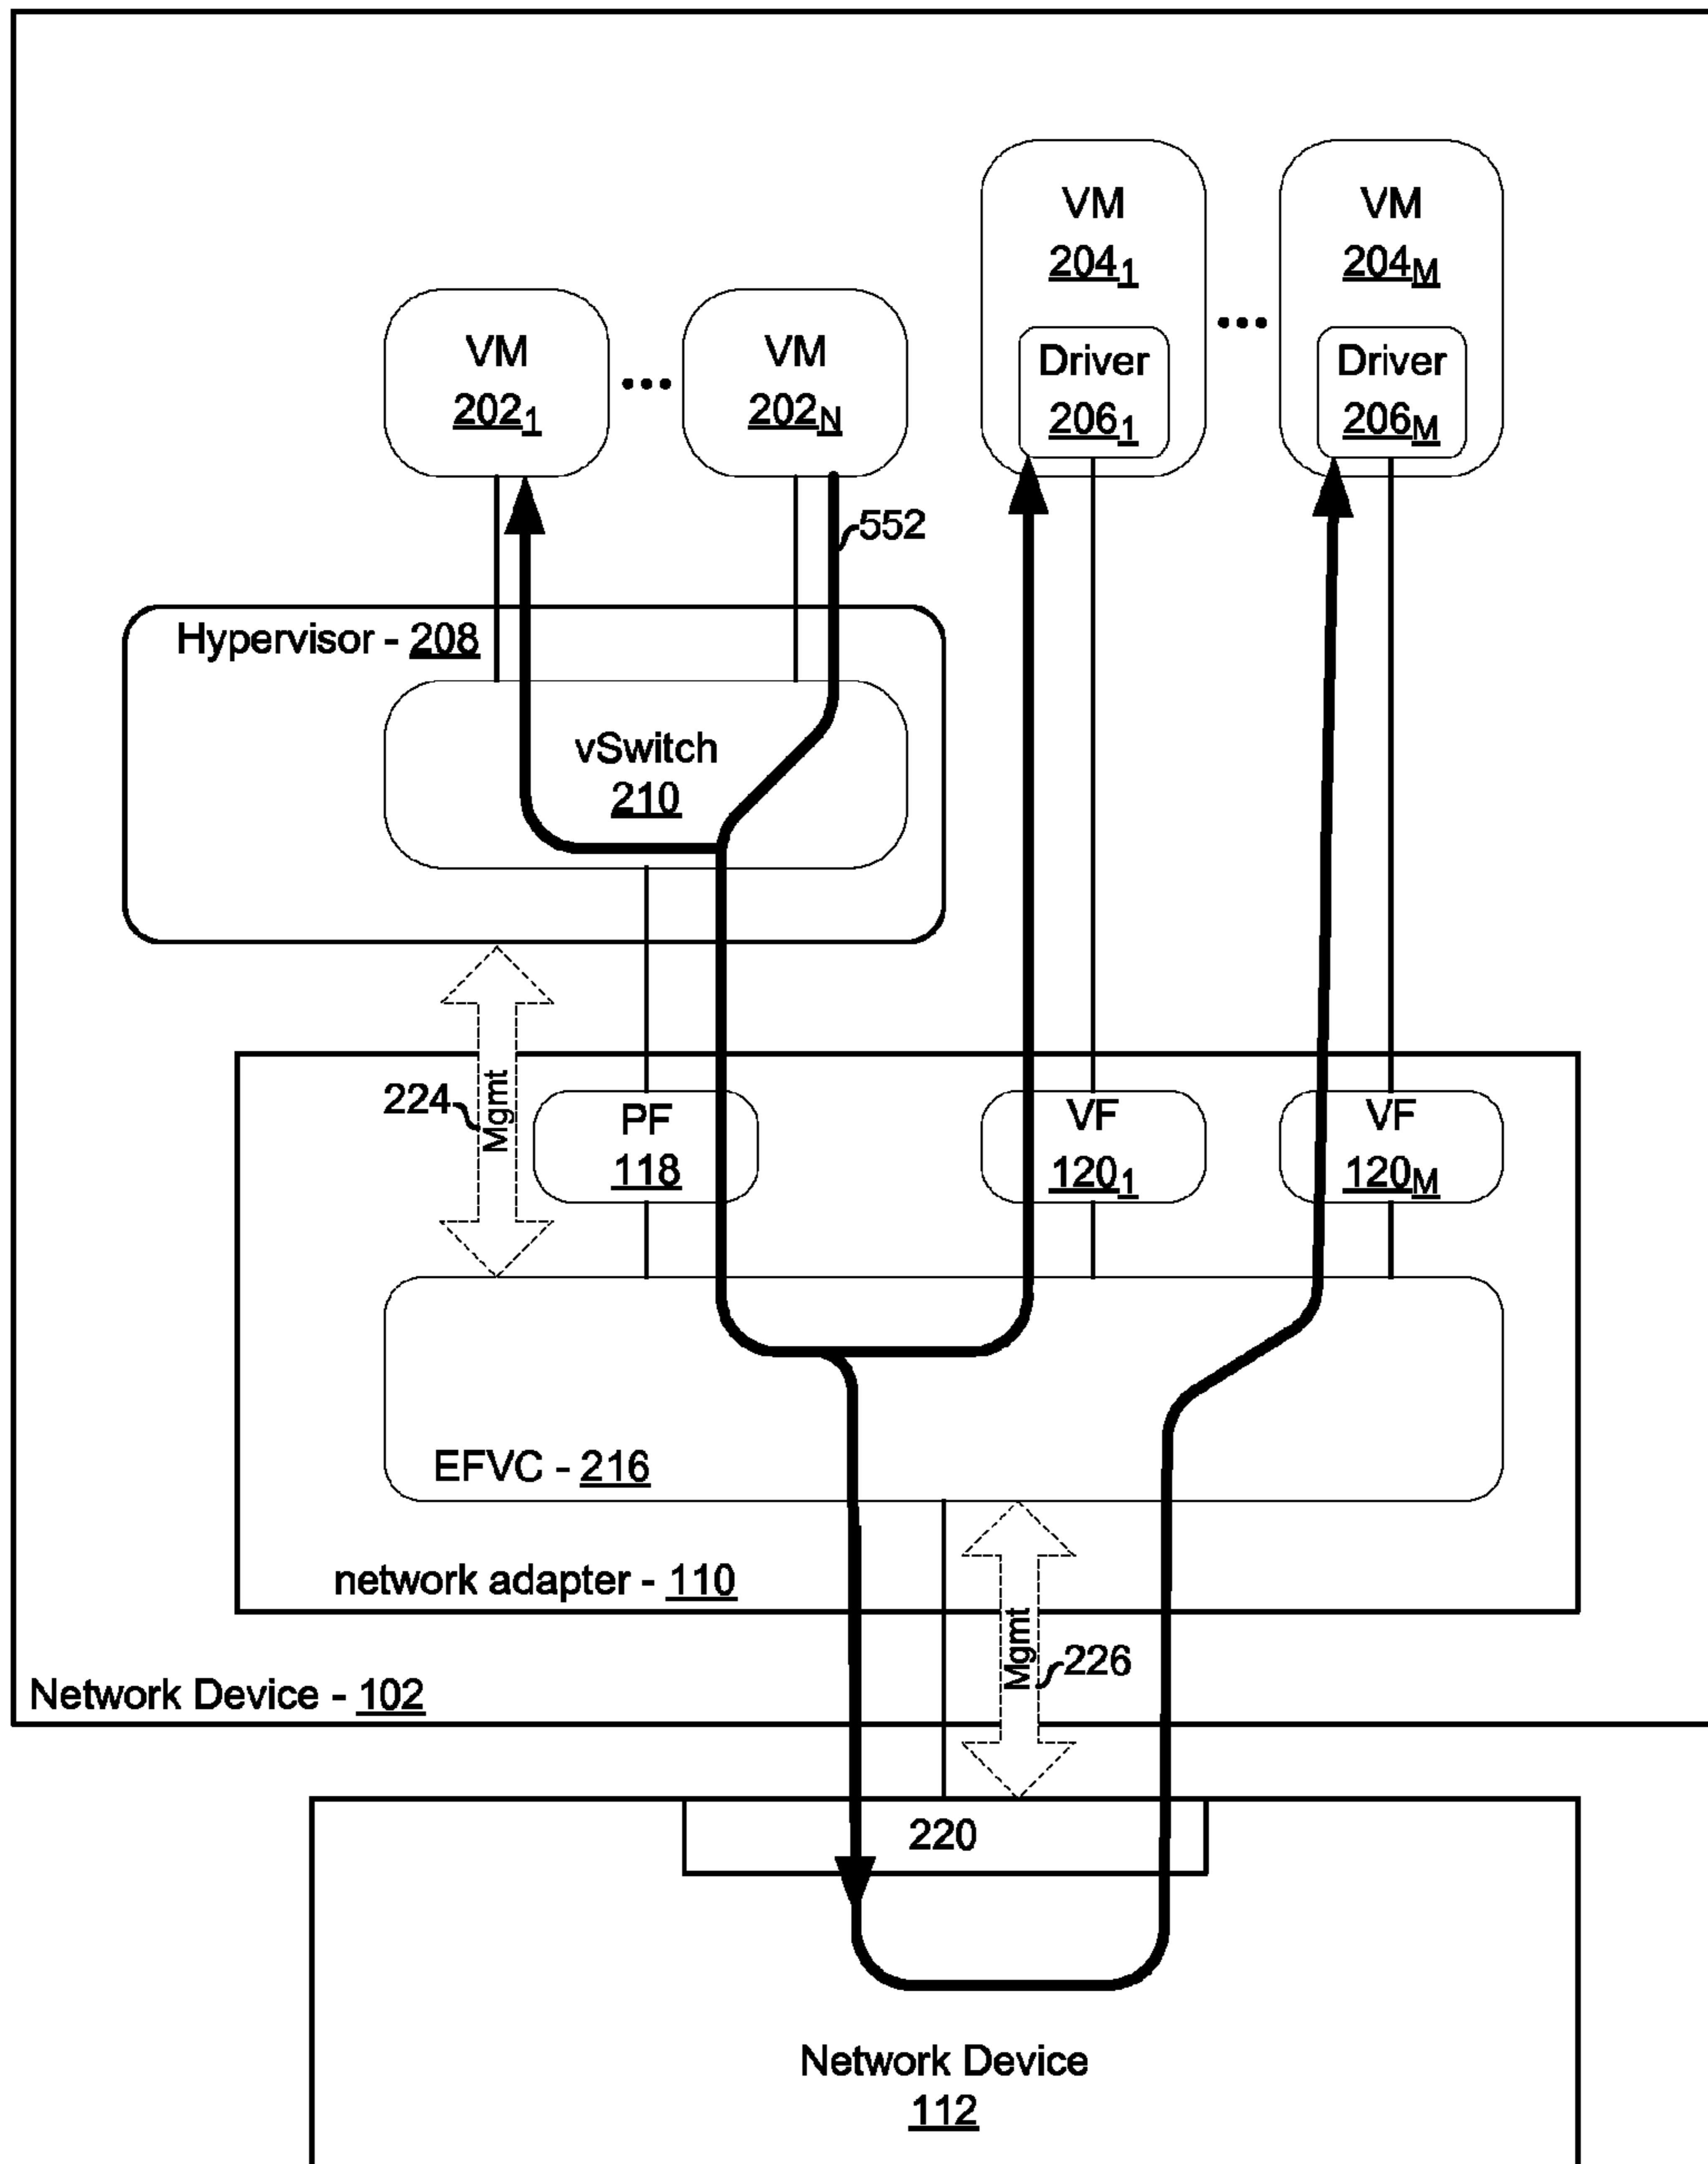 VM
204₁
VM
204M
VM
202₁
VM
202N
Driver
206₁
Driver
206M
552
Hypervisor - 208
vSwitch
210
224
Mgmt
PF
118
VF
120₁
VF
120M
EFVC - 216
network adapter - 110
Mgmt
226
Network Device - 102
220
Network Device
112